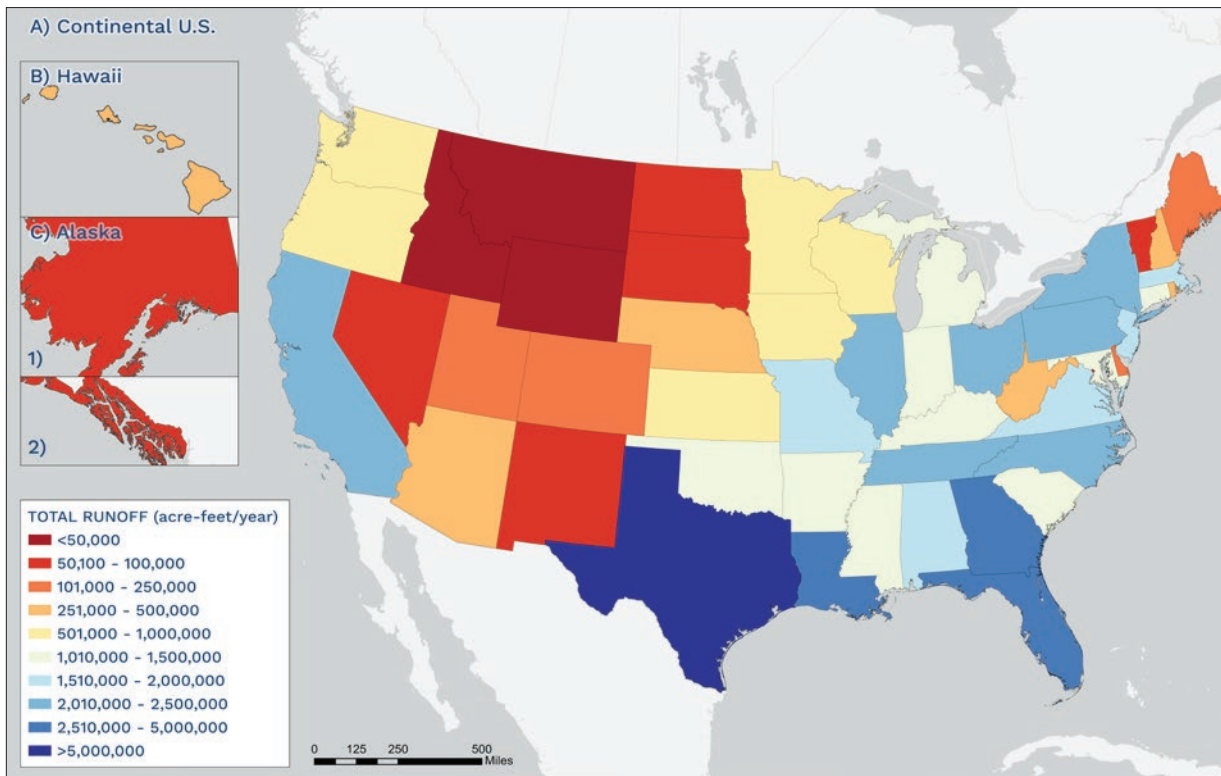 A) Continental U.S.
B) Hawaii
C) Alaska
1)
2)
TOTAL RUNOFF (acre-feet/year)
<50,000
50,100 - 100,000
101,000 - 250,000
251,000 - 500,000
501,000 - 1,000,000
1,010,000 - 1,500,000
1,510,000 - 2,000,000
2,010,000 - 2,500,000
2,510,000 - 5,000,000
>5,000,000
0 125 250 500
Miles